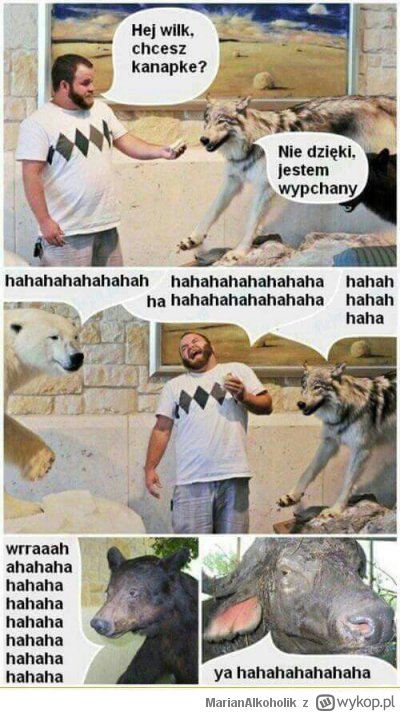 Hej wilk,
chcesz
kanapke?
Nie dzięki,
jestem
wypchany
hahahahahahahah
ha
hahahahahahahaha
hahahahahahahaha
hahah
hahah
haha
wrraaah
ahahaha
hahaha
hahaha
hahaha
hahaha
hahaha
hahaha
ya hahahahahahaha
MarianAlkoholik z wykop.pl